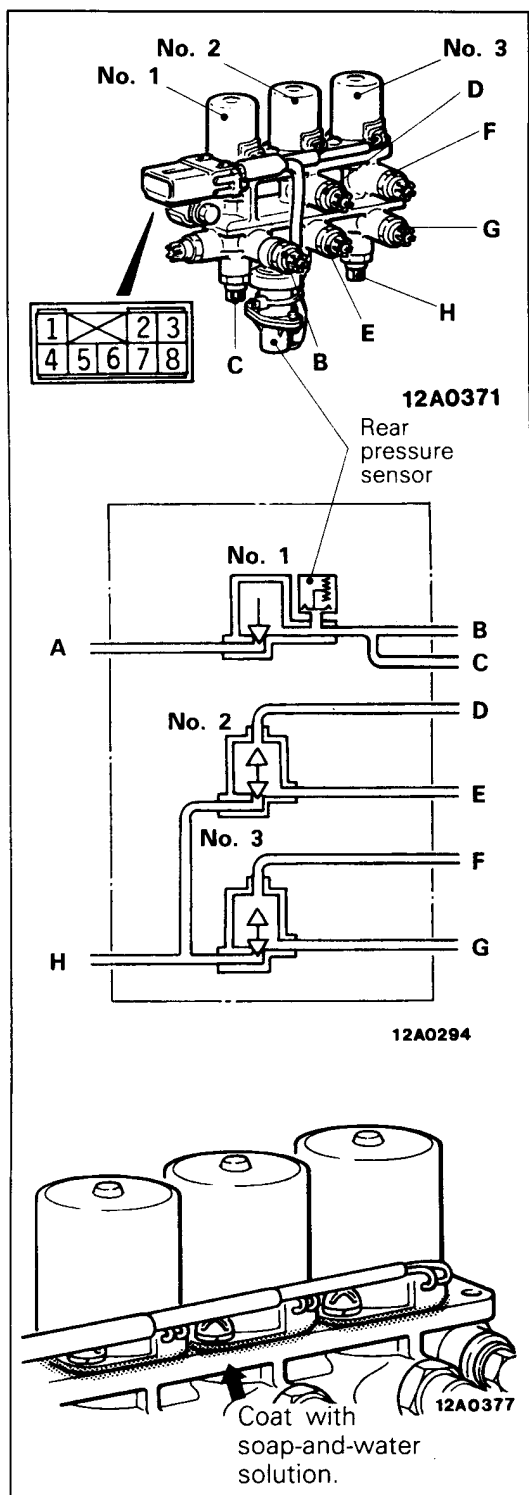 No. 1
No. 2
No. 3
D
F
G
H
E
B
C
1 2 3
4 5 6 7 8
12A0371
Rear
pressure
sensor
No. 1
A
B
C
No. 2
D
E
No. 3
F
G
H
12A0294
12A0377
Coat with
soap-and-water
solution.